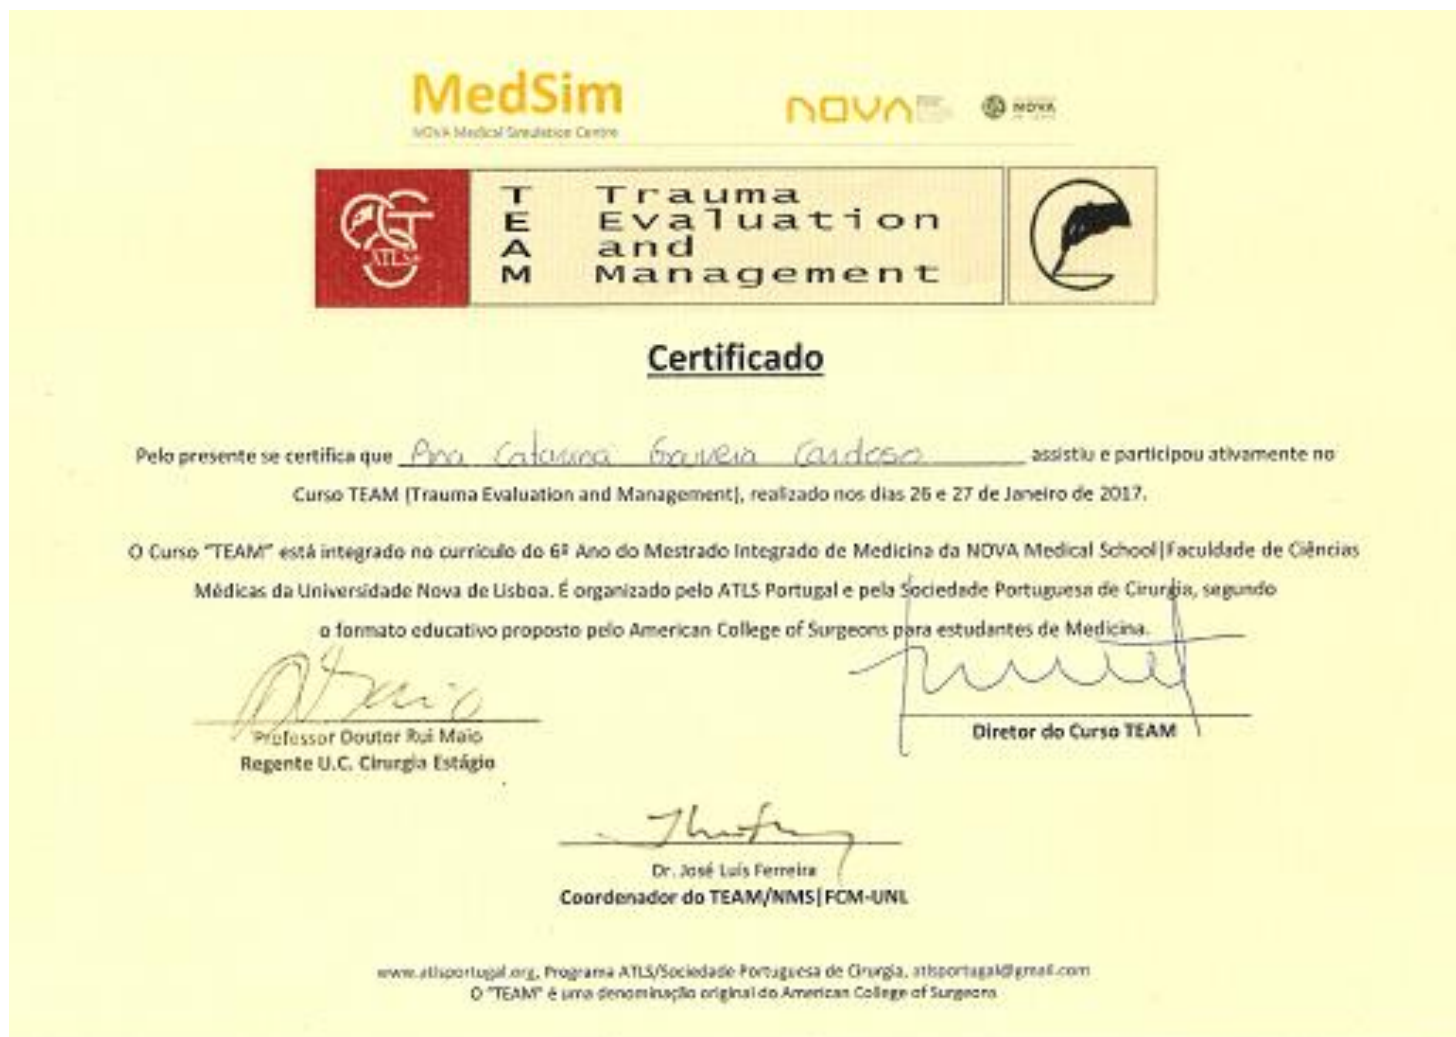 MedSim
NOVA Medical Simulation Centre
NOVA
NOVA
ATLS
T Trauma
E Evaluation
A and
M Management
Certificado
Pelo presente se certifica que Ana Catarina Cardoso assistiu e participou ativamente no
Curso TEAM (Trauma Evaluation and Management), realizado nos dias 26 e 27 de Janeiro de 2017.
O Curso "TEAM" está integrado no currículo do 6º Ano do Mestrado Integrado de Medicina da NOVA Medical School|Faculdade de Ciências
Médicas da Universidade Nova de Lisboa. É organizado pelo ATLS Portugal e pela Sociedade Portuguesa de Cirurgia, segundo
o formato educativo proposto pelo American College of Surgeons para estudantes de Medicina.
Professor Doutor Rui Maio
Regente U.C. Cirurgia Estágio
Diretor do Curso TEAM
Dr. José Luís Ferreira
Coordenador do TEAM/NMS|FCM-UNL
www.atlsportugal.org, Programa ATLS/Sociedade Portuguesa de Cirurgia, atlsportugal@gmail.com
O "TEAM" é uma denominação original do American College of Surgeons